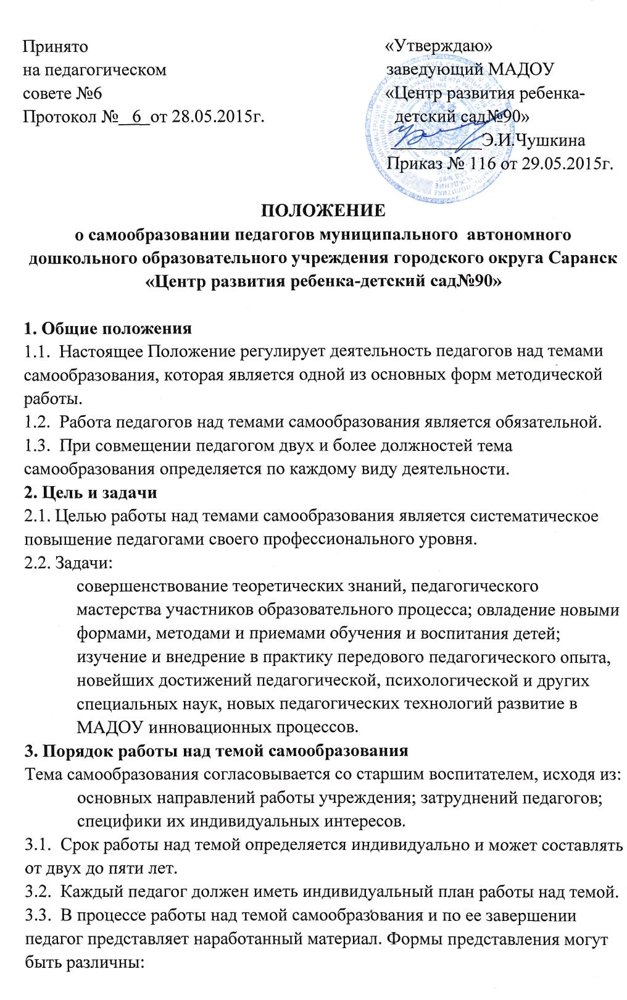 Принято
на педагогическом
совете №6
Протокол №__6_от 28.05.2015г.
«Утверждаю»
заведующий МАДОУ
«Центр развития ребенка-
детский сад№90»
__________Э.И.Чушкина
Приказ № 116 от 29.05.2015г.
ПОЛОЖЕНИЕ
о самообразовании педагогов муниципального автономного
дошкольного образовательного учреждения городского округа Саранск
«Центр развития ребенка-детский сад№90»
1. Общие положения
1.1. Настоящее Положение регулирует деятельность педагогов над темами
самообразования, которая является одной из основных форм методической
работы.
1.2. Работа педагогов над темами самообразования является обязательной.
1.3. При совмещении педагогом двух и более должностей тема
самообразования определяется по каждому виду деятельности.
2. Цель и задачи
2.1. Целью работы над темами самообразования является систематическое
повышение педагогами своего профессионального уровня.
2.2. Задачи:
совершенствование теоретических знаний, педагогического
мастерства участников образовательного процесса; овладение новыми
формами, методами и приемами обучения и воспитания детей;
изучение и внедрение в практику передового педагогического опыта,
новейших достижений педагогической, психологической и других
специальных наук, новых педагогических технологий развитие в
МАДОУ инновационных процессов.
3. Порядок работы над темой самообразования
Тема самообразования согласовывается со старшим воспитателем, исходя из:
основных направлений работы учреждения; затруднений педагогов;
специфики их индивидуальных интересов.
3.1. Срок работы над темой определяется индивидуально и может составлять
от двух до пяти лет.
3.2. Каждый педагог должен иметь индивидуальный план работы над темой.
3.3. В процессе работы над темой самообразования и по ее завершении
педагог представляет наработанный материал. Формы представления могут
быть различны: